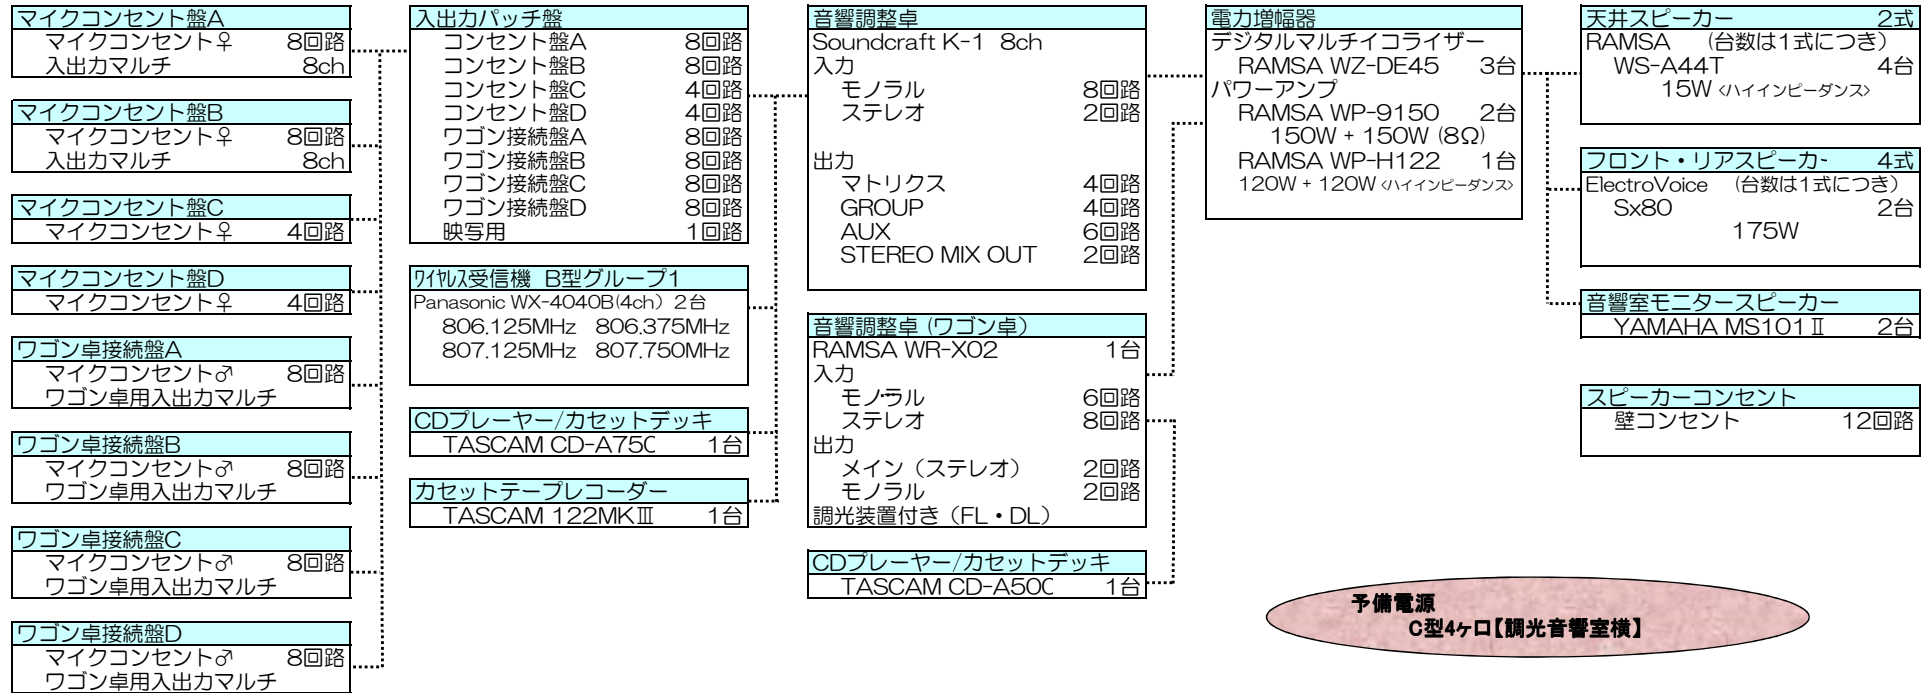 マイクコンセント盤A
マイクコンセント♀ 8回路
入出力マルチ 8ch
マイクコンセント盤B
マイクコンセント♀ 8回路
入出力マルチ 8ch
マイクコンセント盤C
マイクコンセント♀ 4回路
マイクコンセント盤D
マイクコンセント♀ 4回路
ワゴン卓接続盤A
マイクコンセント♂ 8回路
ワゴン卓用入出力マルチ
ワゴン卓接続盤B
マイクコンセント♂ 8回路
ワゴン卓用入出力マルチ
ワゴン卓接続盤C
マイクコンセント♂ 8回路
ワゴン卓用入出力マルチ
ワゴン卓接続盤D
マイクコンセント♂ 8回路
ワゴン卓用入出力マルチ
入出力パッチ盤
コンセント盤A 8回路
コンセント盤B 8回路
コンセント盤C 4回路
コンセント盤D 4回路
ワゴン接続盤A 8回路
ワゴン接続盤B 8回路
ワゴン接続盤C 8回路
ワゴン接続盤D 8回路
映写用 1回路
ワイヤレス受信機 B型グループ1
Panasonic WX-4040B(4ch) 2台
806.125MHz 806.375MHz
807.125MHz 807.750MHz
CDプレーヤー/カセットデッキ
TASCAM CD-A750 1台
カセットテープレコーダー
TASCAM 122MKⅢ 1台
音響調整卓
Soundcraft K-1 8ch
入力
モノラル 8回路
ステレオ 2回路
出力
マトリクス 4回路
GROUP 4回路
AUX 6回路
STEREO MIX OUT 2回路
音響調整卓 (ワゴン卓)
RAMSA WR-X02 1台
入力
モノラル 6回路
ステレオ 8回路
出力
メイン(ステレオ) 2回路
モノラル 2回路
調光装置付き(FL・DL)
CDプレーヤー/カセットデッキ
TASCAM CD-A500 1台
電力増幅器
デジタルマルチイコライザー
RAMSA WZ-DE45 3台
パワーアンプ
RAMSA WP-9150 2台
150W + 150W (8Ω)
RAMSA WP-H122 1台
120W + 120W <ハイインピーダンス>
天井スピーカー 2式
RAMSA (台数は1式につき)
WS-A44T 4台
15W <ハイインピーダンス>
フロント・リアスピーカー 4式
ElectroVoice (台数は1式につき)
Sx80 2台
175W
音響室モニタースピーカー
YAMAHA MS101Ⅱ 2台
スピーカーコンセント
壁コンセント 12回路
予備電源
C型4ヶ口【調光音響室横】